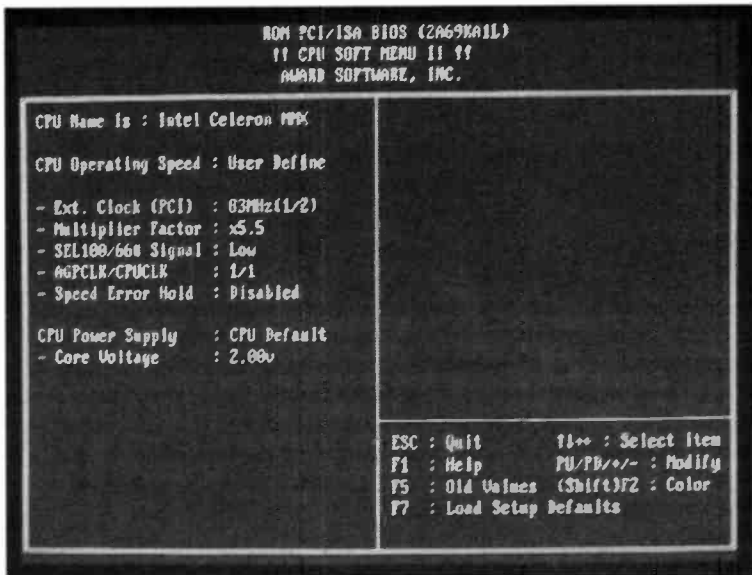 ROM PCI/ISA BIOS (2A69KA1L)
!! CPU SOFT MENU II !!
AWARD SOFTWARE, INC.
CPU Name Is : Intel Celeron MMX
CPU Operating Speed : User Define
- Ext. Clock (PCI) : 83MHz(1/2)
- Multiplier Factor : x5.5
- SEL100/66# Signal : Low
- AGPCLK/CPUCLK : 1/1
- Speed Error Hold : Disabled
CPU Power Supply : CPU Default
- Core Voltage : 2.00v
ESC : Quit ↑↓→← : Select Item
F1 : Help PU/PD/+/- : Modify
F5 : Old Values (Shift)F2 : Color
F7 : Load Setup Defaults